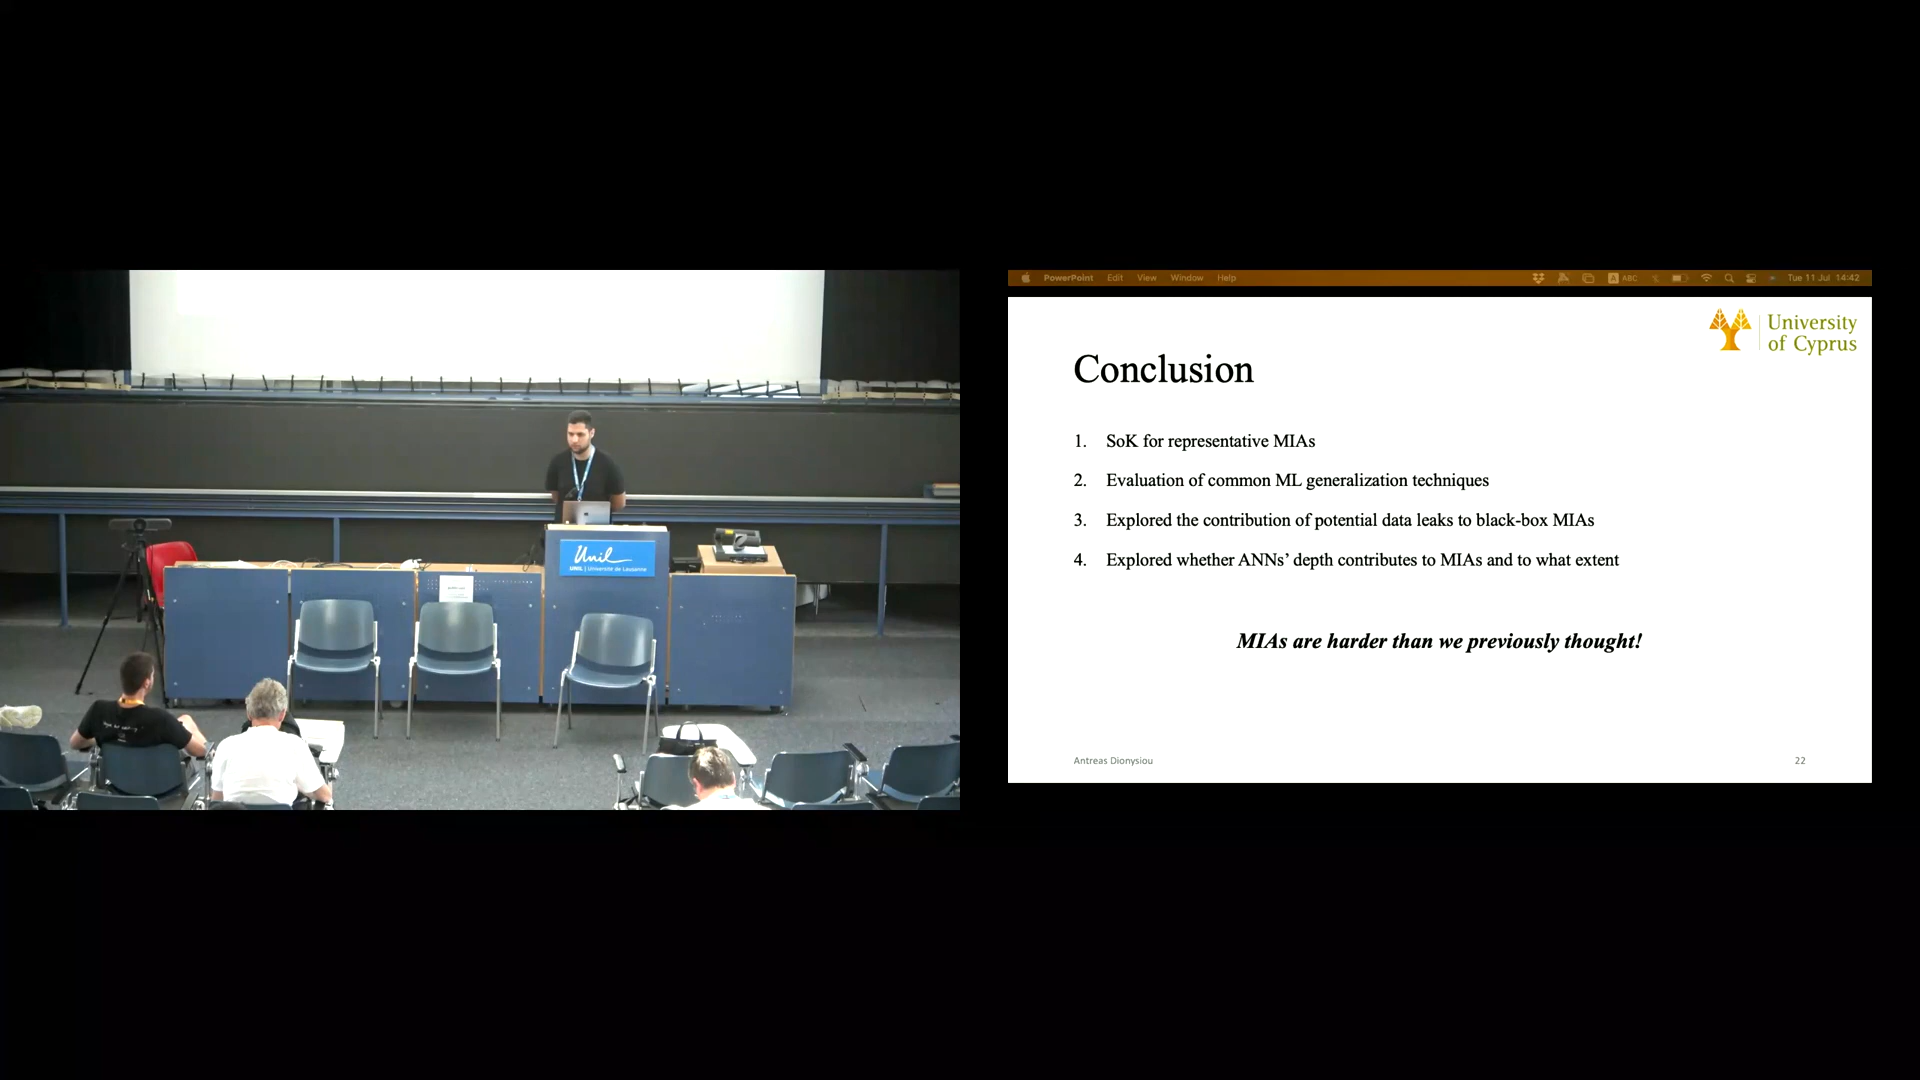 Unil
UNIL | Université de Lausanne
PowerPoint Edit View Window Help
A ABC
Tue 11 Jul 14:42
University
of Cyprus
Conclusion
1. SoK for representative MIAs
2. Evaluation of common ML generalization techniques
3. Explored the contribution of potential data leaks to black-box MIAs
4. Explored whether ANNs’ depth contributes to MIAs and to what extent
MIAs are harder than we previously thought!
Antreas Dionysiou
22